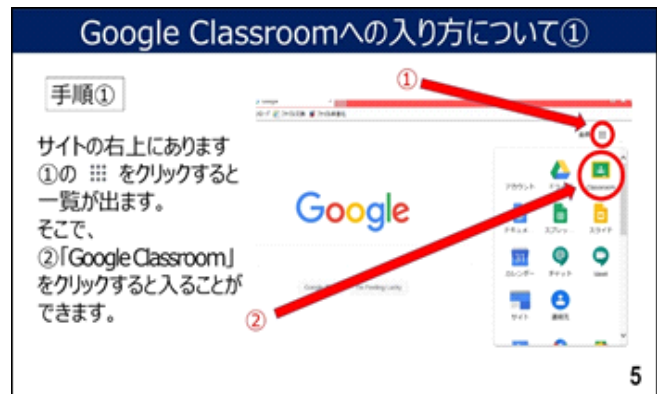 Google Classroomへの入り方について①
手順①
サイトの右上にあります
①の ⁝⁝⁝ をクリックすると
一覧が出ます。
そこで、
②「Google Classroom」
をクリックすると入ることが
できます。
①
Google
アカウント
Classroom
ドキュメ...
スプレッ...
スライド
カレンダー
チャット
Meet
サイト
連絡先
I'm Feeling Lucky
②
5